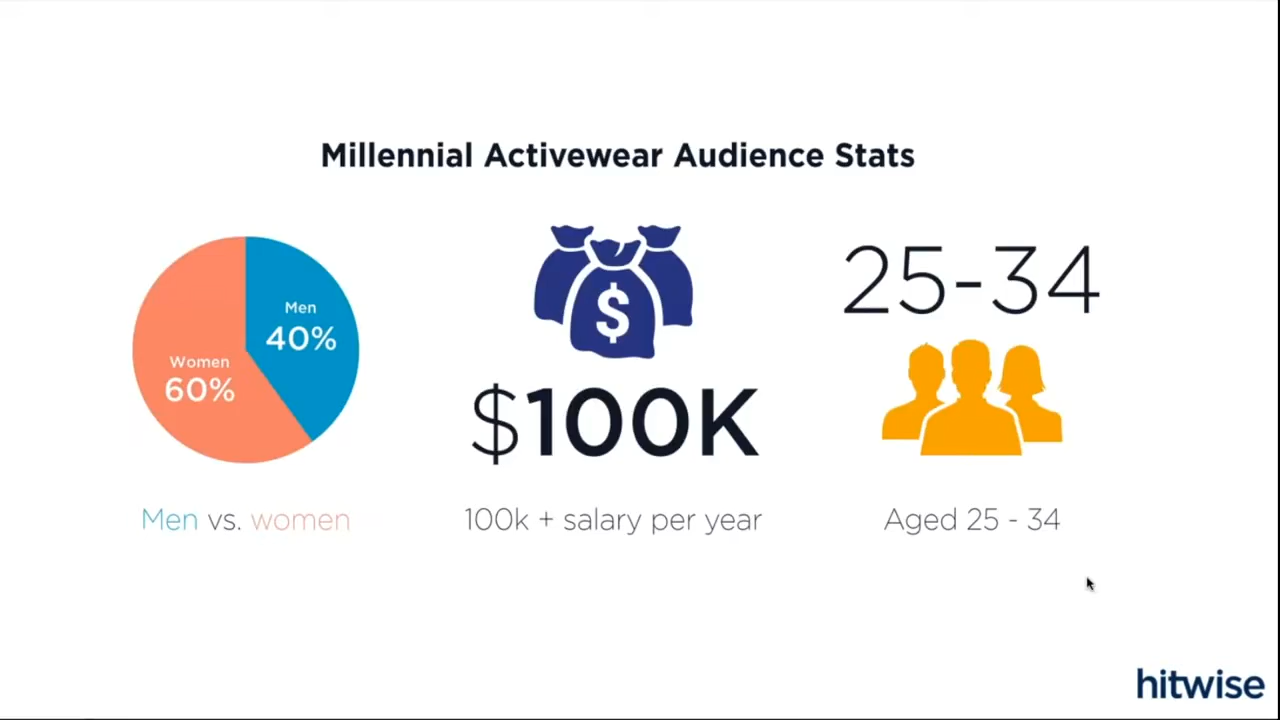 Millennial Activewear Audience Stats
Men
40%
Women
60%
Men vs. women
$
$100K
100k + salary per year
25-34
Aged 25 - 34
hitwise